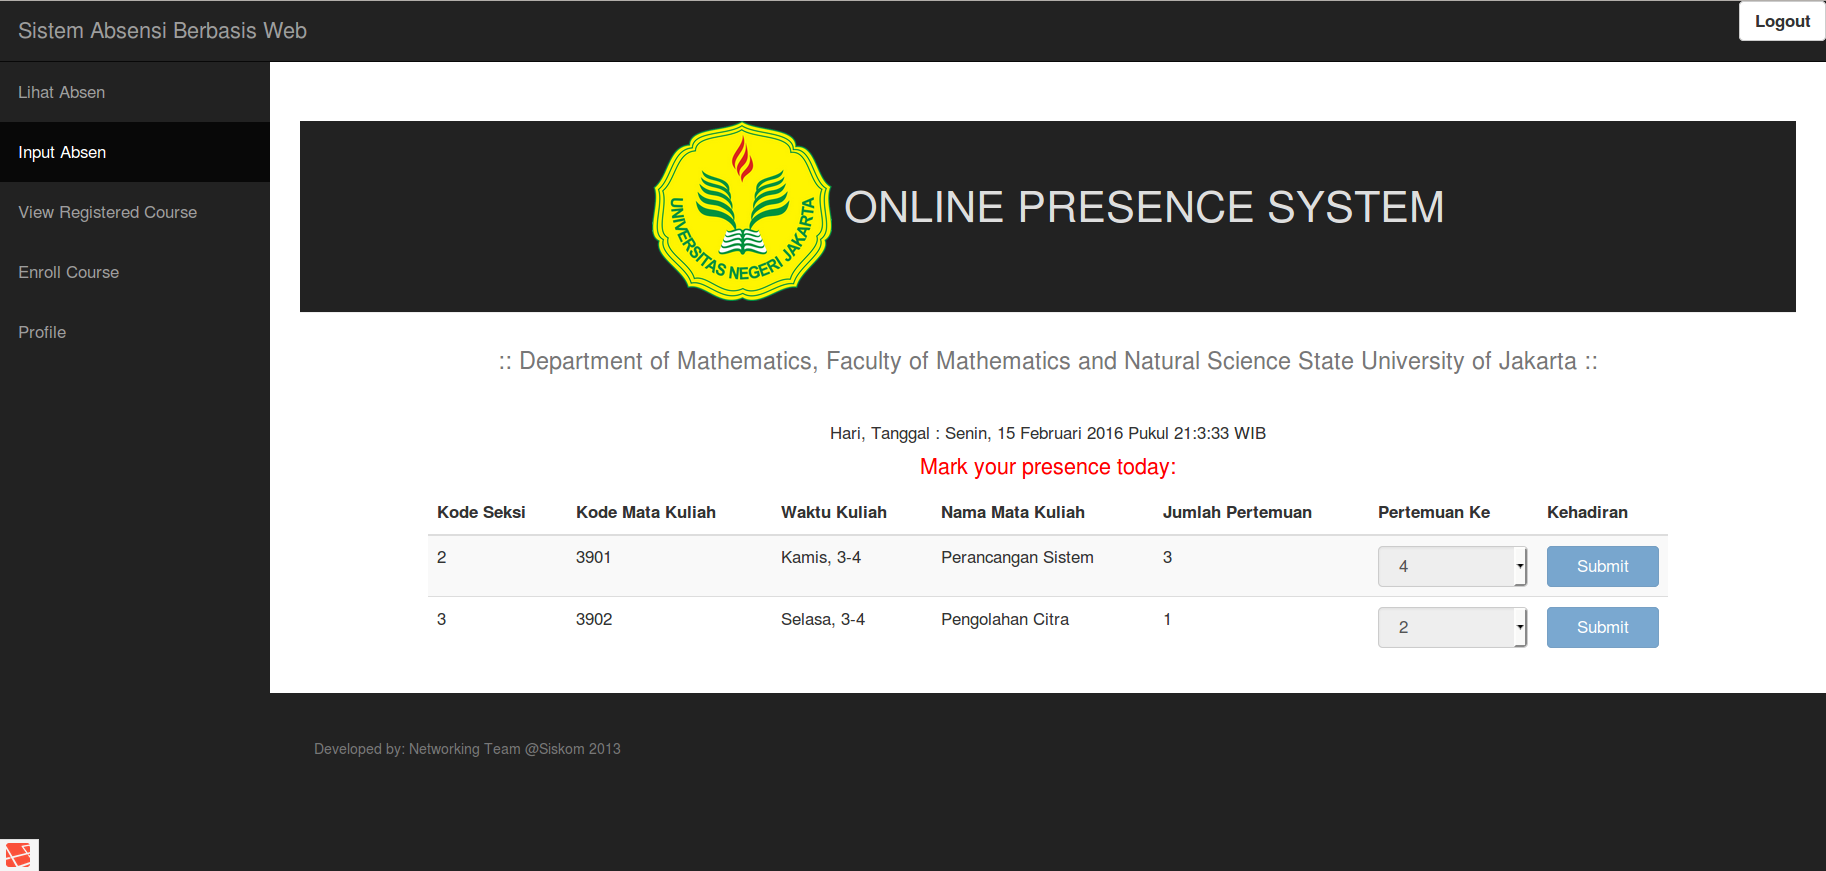 Sistem Absensi Berbasis Web
Logout
Lihat Absen
Input Absen
View Registered Course
Enroll Course
Profile
UNIVERSITAS NEGERI JAKARTA
ONLINE PRESENCE SYSTEM
:: Department of Mathematics, Faculty of Mathematics and Natural Science State University of Jakarta ::
Hari, Tanggal : Senin, 15 Februari 2016 Pukul 21:3:33 WIB
Mark your presence today:
Kode Seksi Kode Mata Kuliah Waktu Kuliah Nama Mata Kuliah Jumlah Pertemuan Pertemuan Ke Kehadiran
2 3901 Kamis, 3-4 Perancangan Sistem 3 4 Submit
3 3902 Selasa, 3-4 Pengolahan Citra 1 2 Submit
Developed by: Networking Team @Siskom 2013